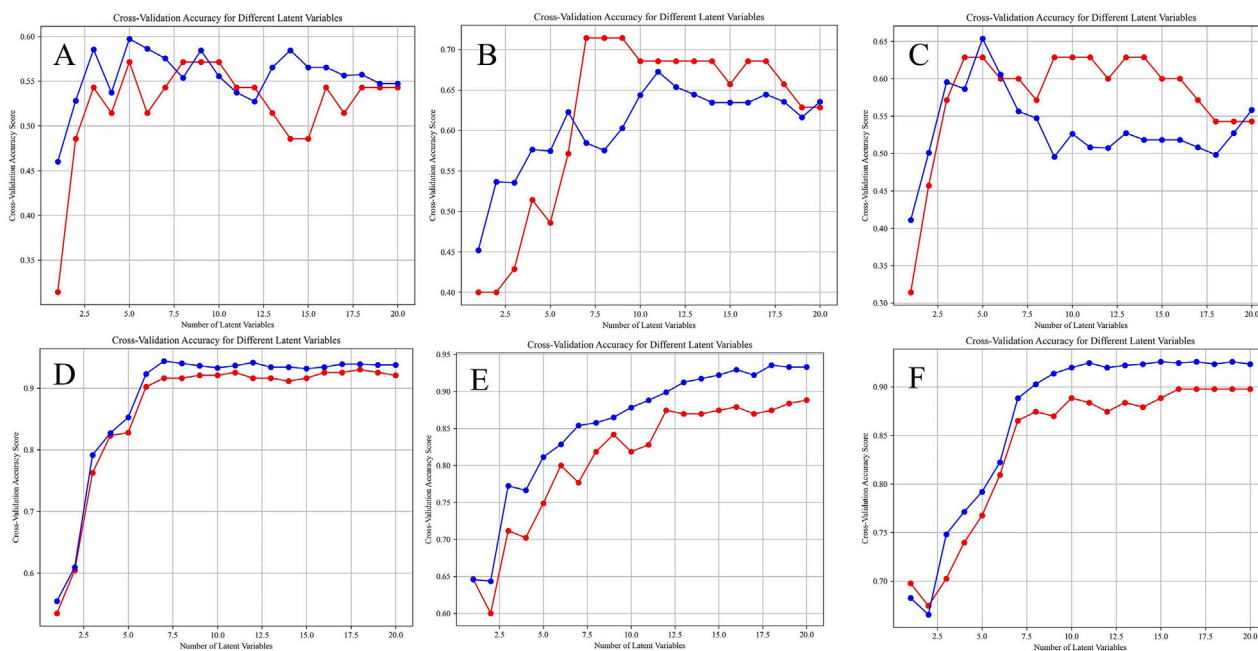 Cross-Validation Accuracy for Different Latent Variables
A
Cross-Validation Accuracy Score
0.60
0.55
0.50
0.45
0.40
0.35
2.5 5.0 7.5 10.0 12.5 15.0 17.5 20.0
Number of Latent Variables
Cross-Validation Accuracy for Different Latent Variables
B
Cross-Validation Accuracy Score
0.70
0.65
0.60
0.55
0.50
0.45
0.40
2.5 5.0 7.5 10.0 12.5 15.0 17.5 20.0
Number of Latent Variables
Cross-Validation Accuracy for Different Latent Variables
C
Cross-Validation Accuracy Score
0.65
0.60
0.55
0.50
0.45
0.40
0.35
0.30
2.5 5.0 7.5 10.0 12.5 15.0 17.5 20.0
Number of Latent Variables
Cross-Validation Accuracy for Different Latent Variables
D
Cross-Validation Accuracy Score
0.9
0.8
0.7
0.6
2.5 5.0 7.5 10.0 12.5 15.0 17.5 20.0
Number of Latent Variables
Cross-Validation Accuracy for Different Latent Variables
E
Cross-Validation Accuracy Score
0.95
0.90
0.85
0.80
0.75
0.70
0.65
0.60
2.5 5.0 7.5 10.0 12.5 15.0 17.5 20.0
Number of Latent Variables
Cross-Validation Accuracy for Different Latent Variables
F
Cross-Validation Accuracy Score
0.90
0.85
0.80
0.75
0.70
2.5 5.0 7.5 10.0 12.5 15.0 17.5 20.0
Number of Latent Variables